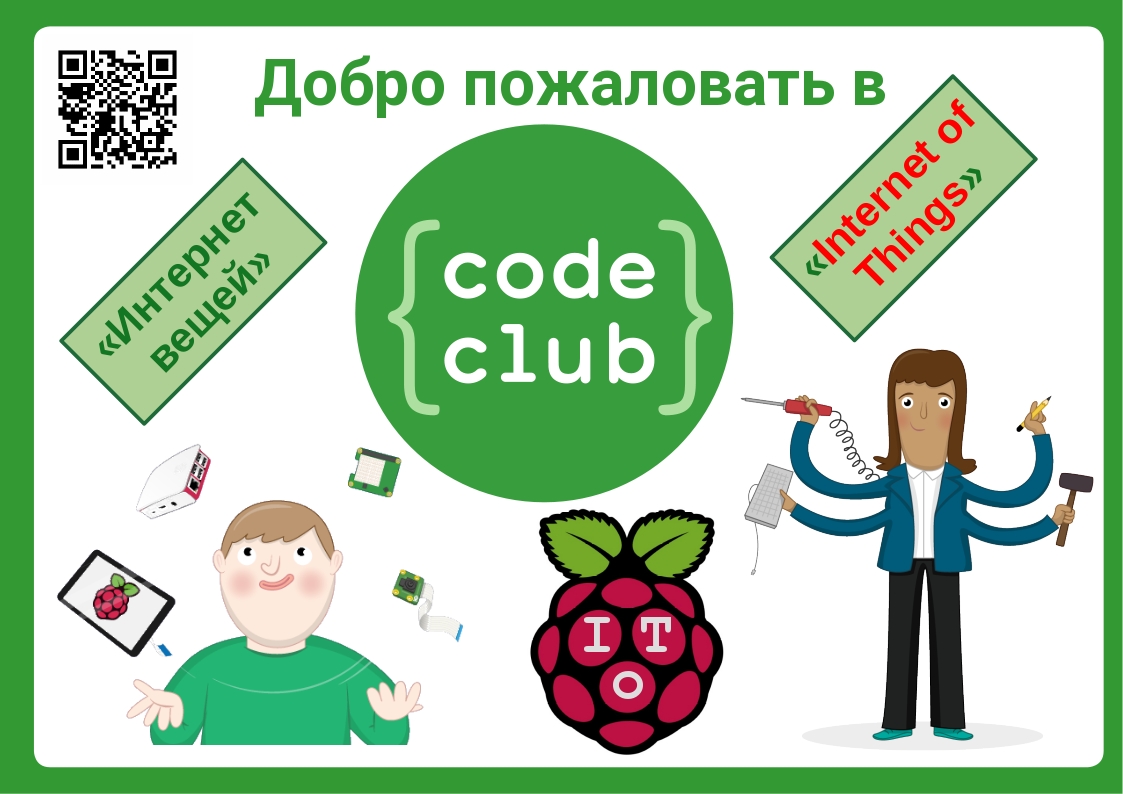 Добро пожаловать в
«Интернет
вещей»
{code
club}
«Internet of
Things»
I T
O